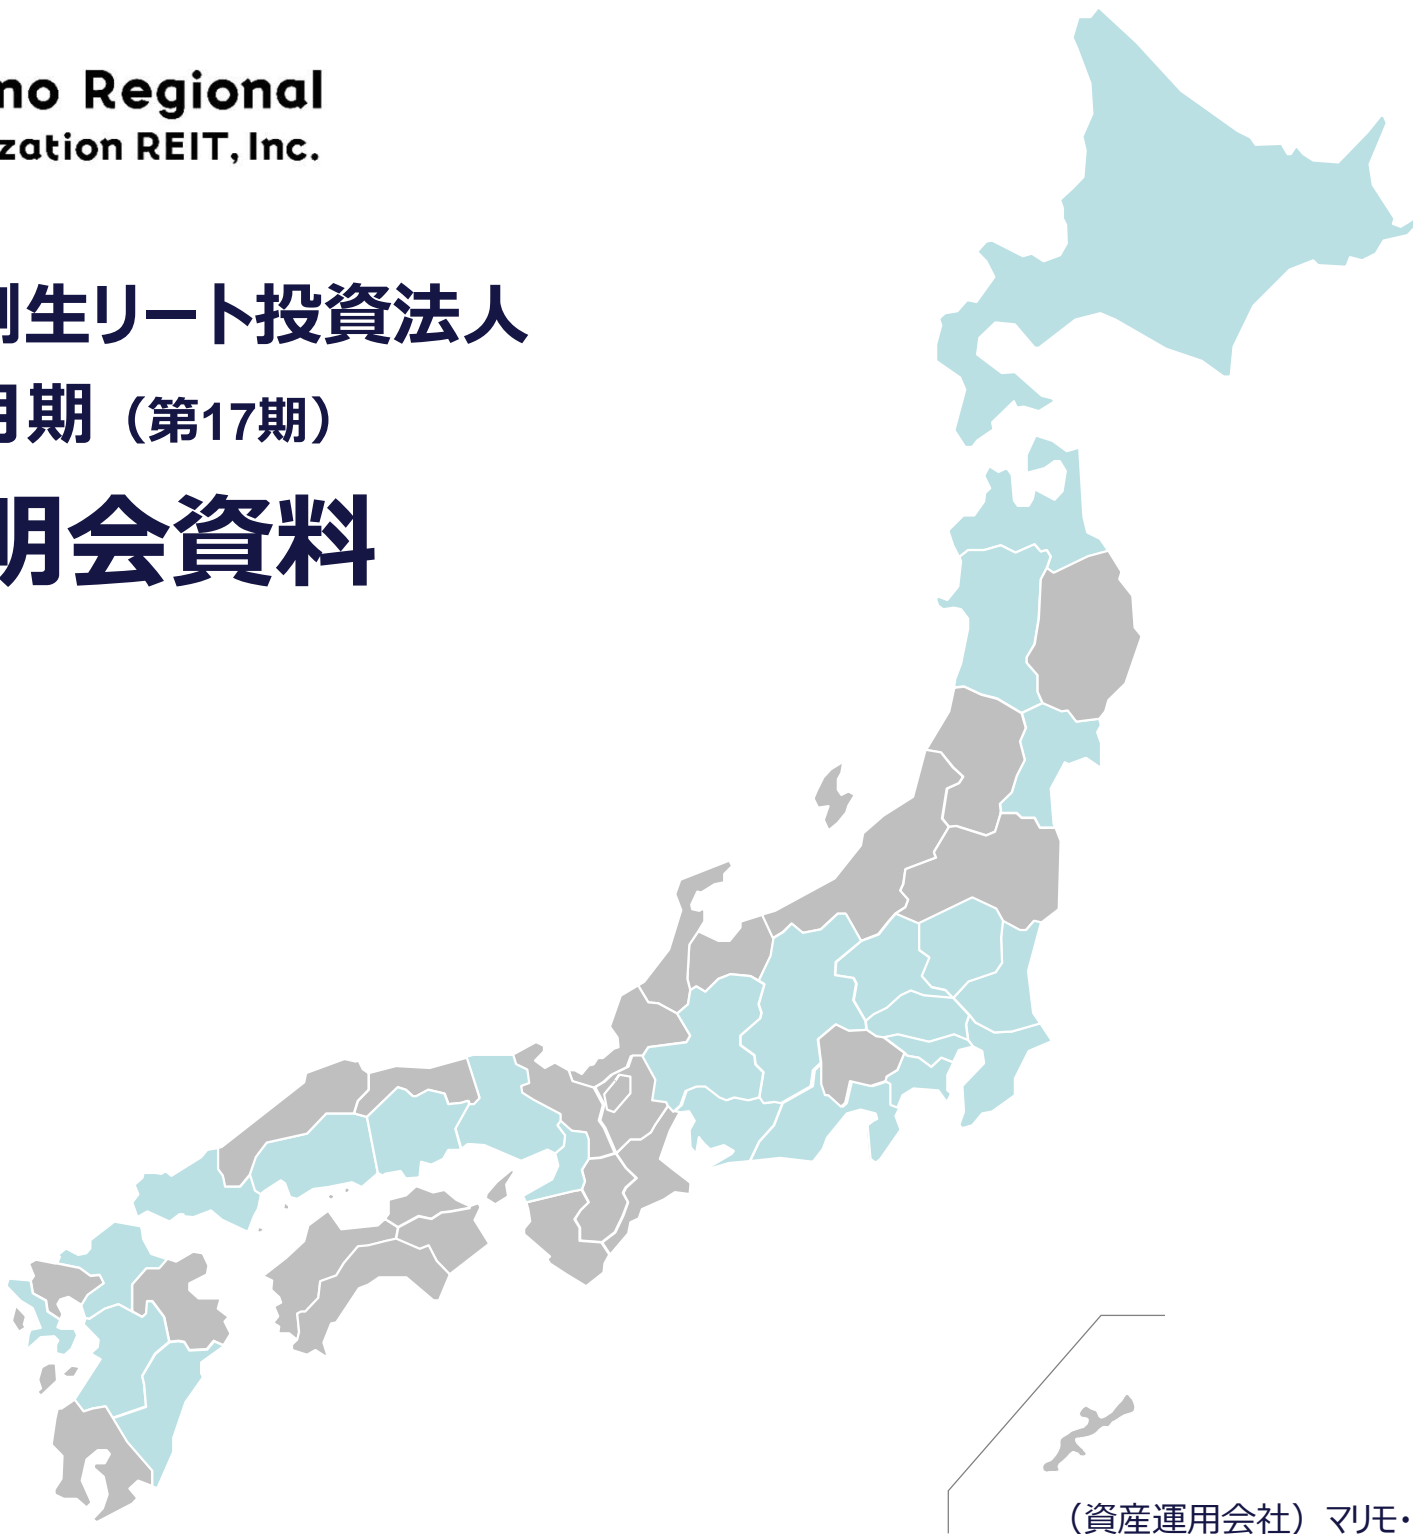 mo Regional
zation REIT, Inc.
創生リート投資法人
月期（第17期）
明会資料
（資産運用会社）マリモ・